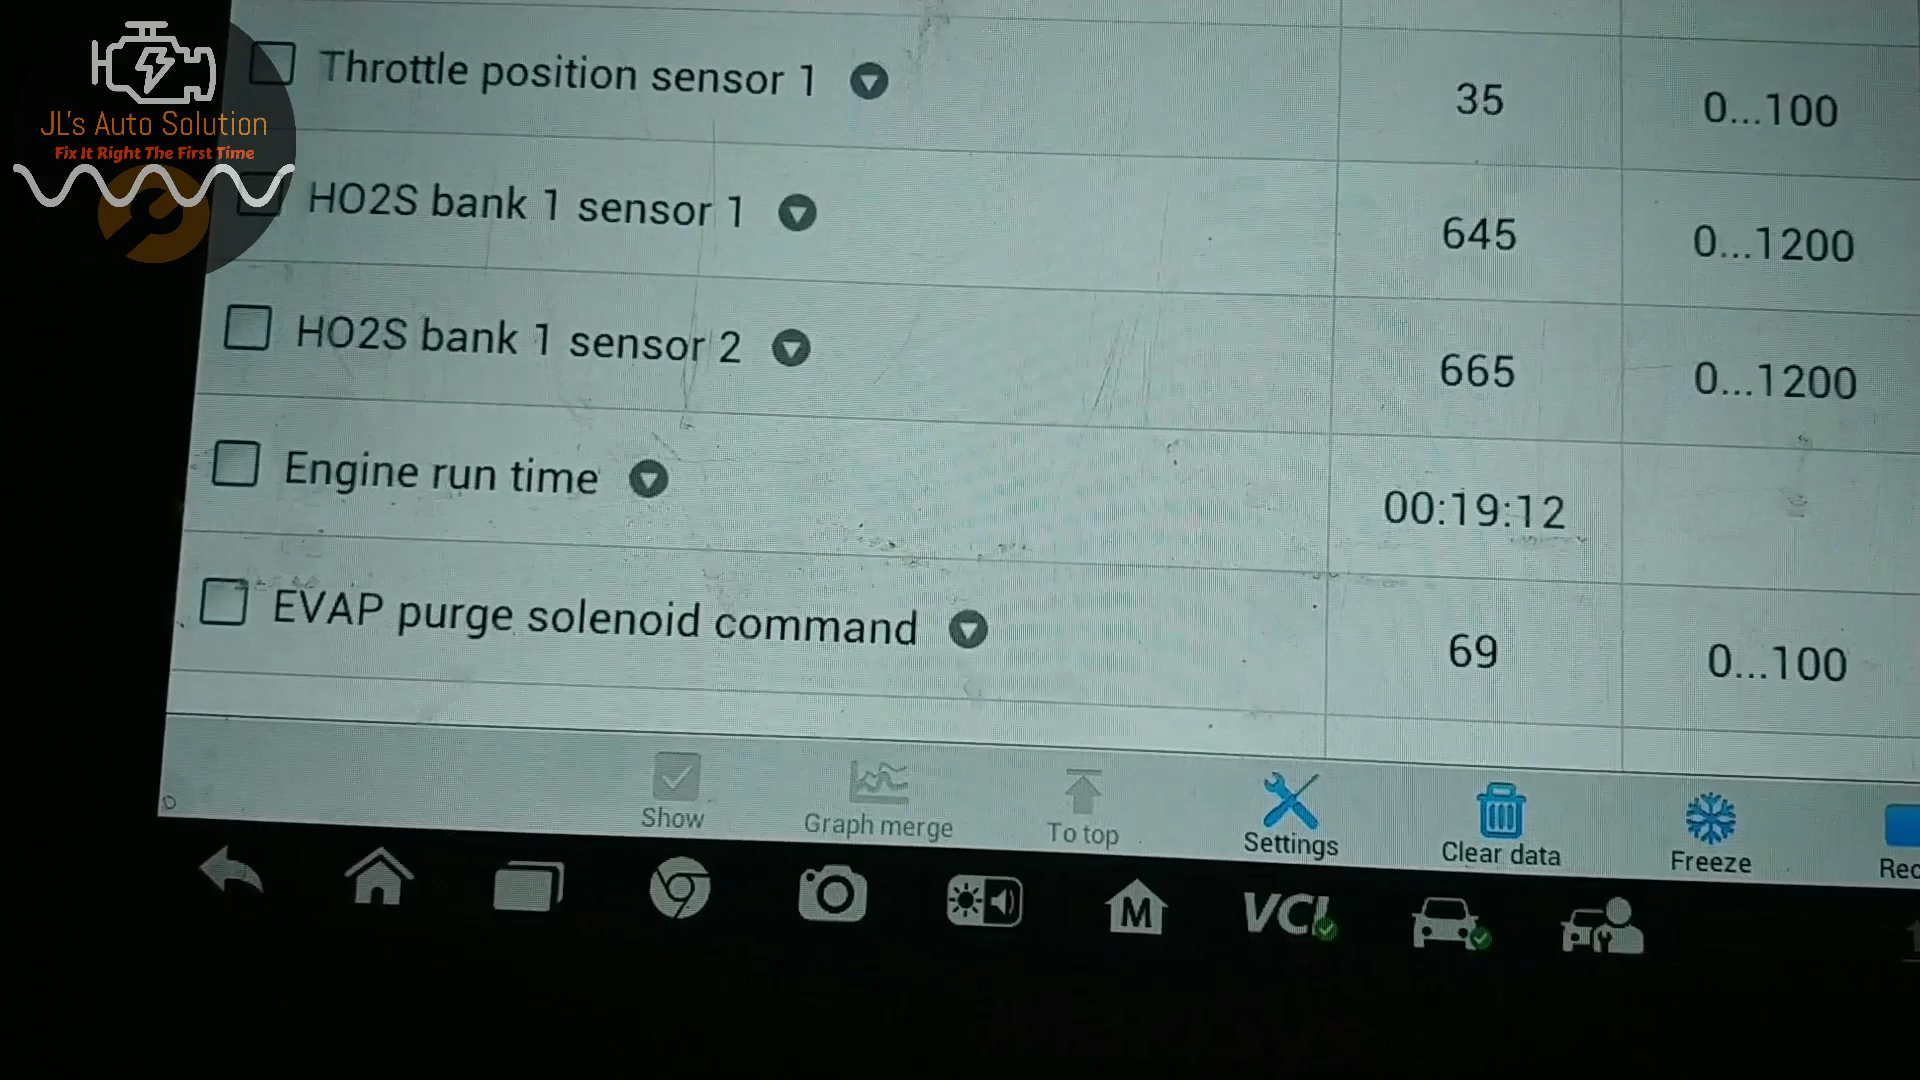 JL's Auto Solution
Fix It Right The First Time
Throttle position sensor 1 35 0...100
HO2S bank 1 sensor 1 645 0...1200
HO2S bank 1 sensor 2 665 0...1200
Engine run time 00:19:12
EVAP purge solenoid command 69 0...100
Show Graph merge To top Settings Clear data Freeze Rec
M VCI